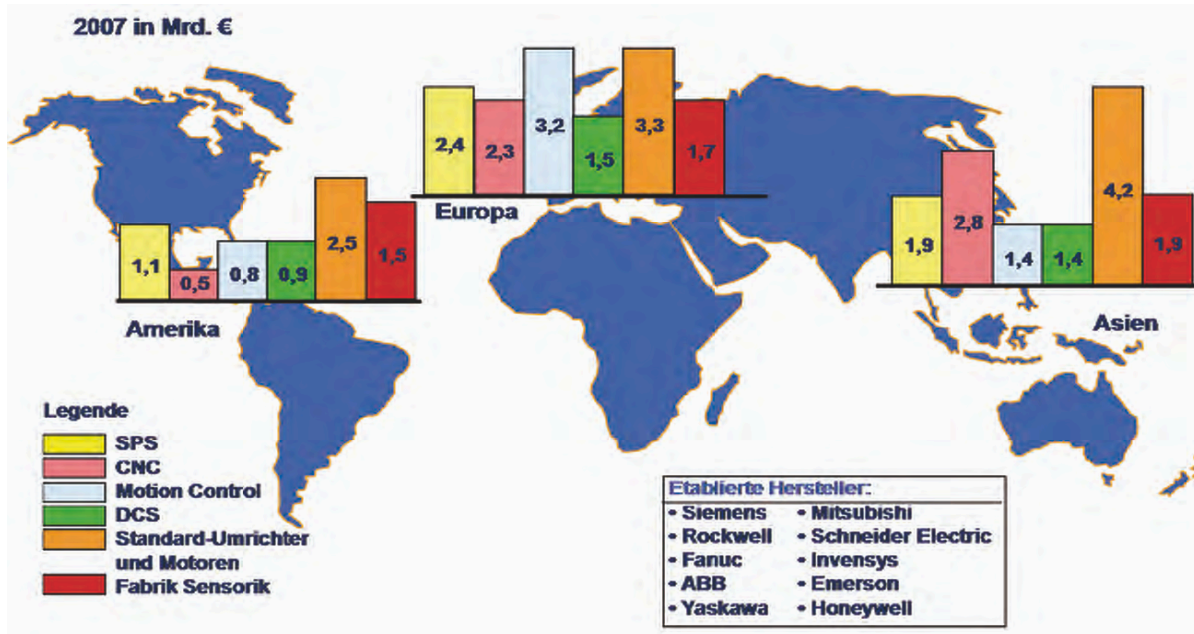 2007 in Mrd. €
2,4
2,3
3,2
1,5
3,3
1,7
Europa
1,1
0,5
0,8
0,9
2,5
1,5
Amerika
1,9
2,8
1,4
1,4
4,2
1,9
Asien
Legende
SPS
CNC
Motion Control
DCS
Standard-Umrichter
und Motoren
Fabrik Sensorik
Etablierte Hersteller:
• Siemens • Mitsubishi
• Rockwell • Schneider Electric
• Fanuc • Invensys
• ABB • Emerson
• Yaskawa • Honeywell